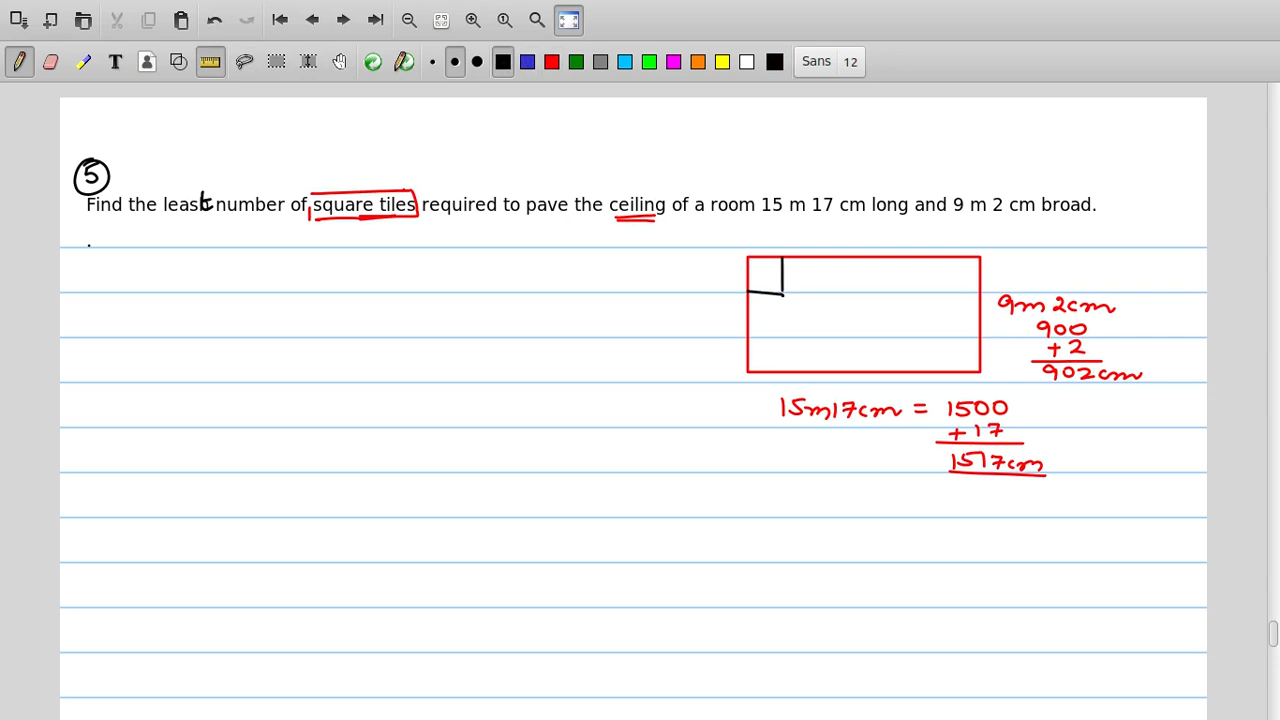 Sans 12
5
Find the least number of square tiles required to pave the ceiling of a room 15 m 17 cm long and 9 m 2 cm broad.
.
9m 2cm
900
+ 2
902cm
15m17cm = 1500
+ 17
1517cm